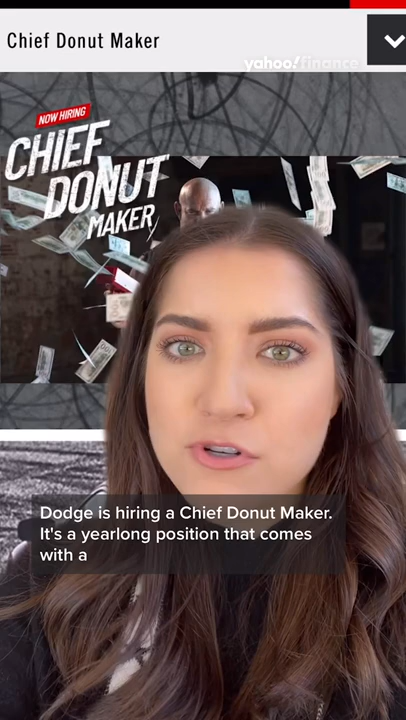 Chief Donut Maker
yahoo!finance
NOW HIRING
CHIEF
DONUT
MAKER
Dodge is hiring a Chief Donut Maker.
It's a yearlong position that comes
with a